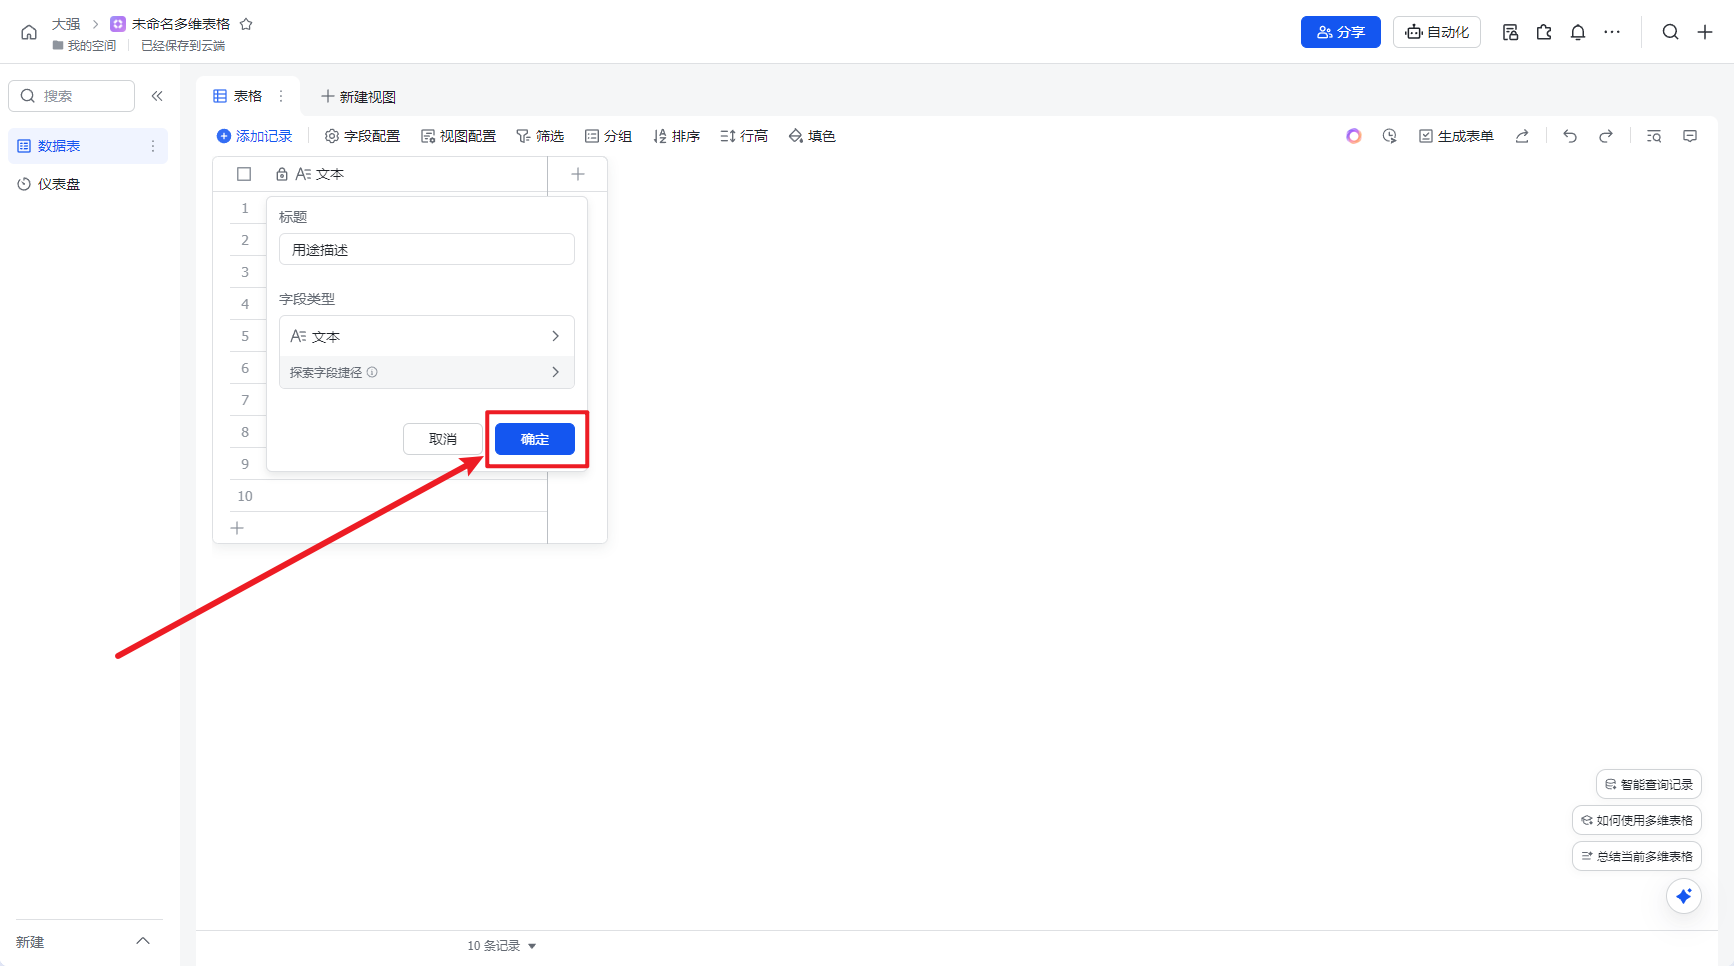 大强
未命名多维表格
我的空间
已经保存到云端
分享
自动化
搜索
数据表
仪表盘
表格
新建视图
添加记录
字段配置
视图配置
筛选
分组
排序
行高
填色
生成表单
文本
1
2
3
4
5
6
7
8
9
10
标题
用途描述
字段类型
文本
探索字段捷径
取消
确定
智能查询记录
如何使用多维表格
总结当前多维表格
新建
10 条记录